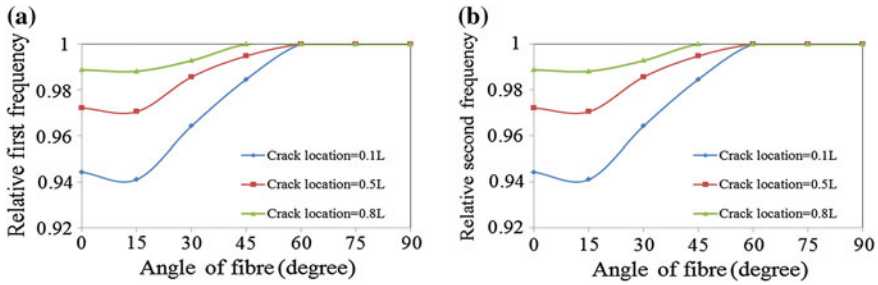 (a)
Relative first frequency
1
0.98
0.96
0.94
0.92
Crack location=0.1L
Crack location=0.5L
Crack location=0.8L
0 15 30 45 60 75 90
Angle of fibre (degree)
(b)
Relative second frequency
1
0.98
0.96
0.94
0.92
Crack location=0.1L
Crack location=0.5L
Crack location=0.8L
0 15 30 45 60 75 90
Angle of fibre (degree)